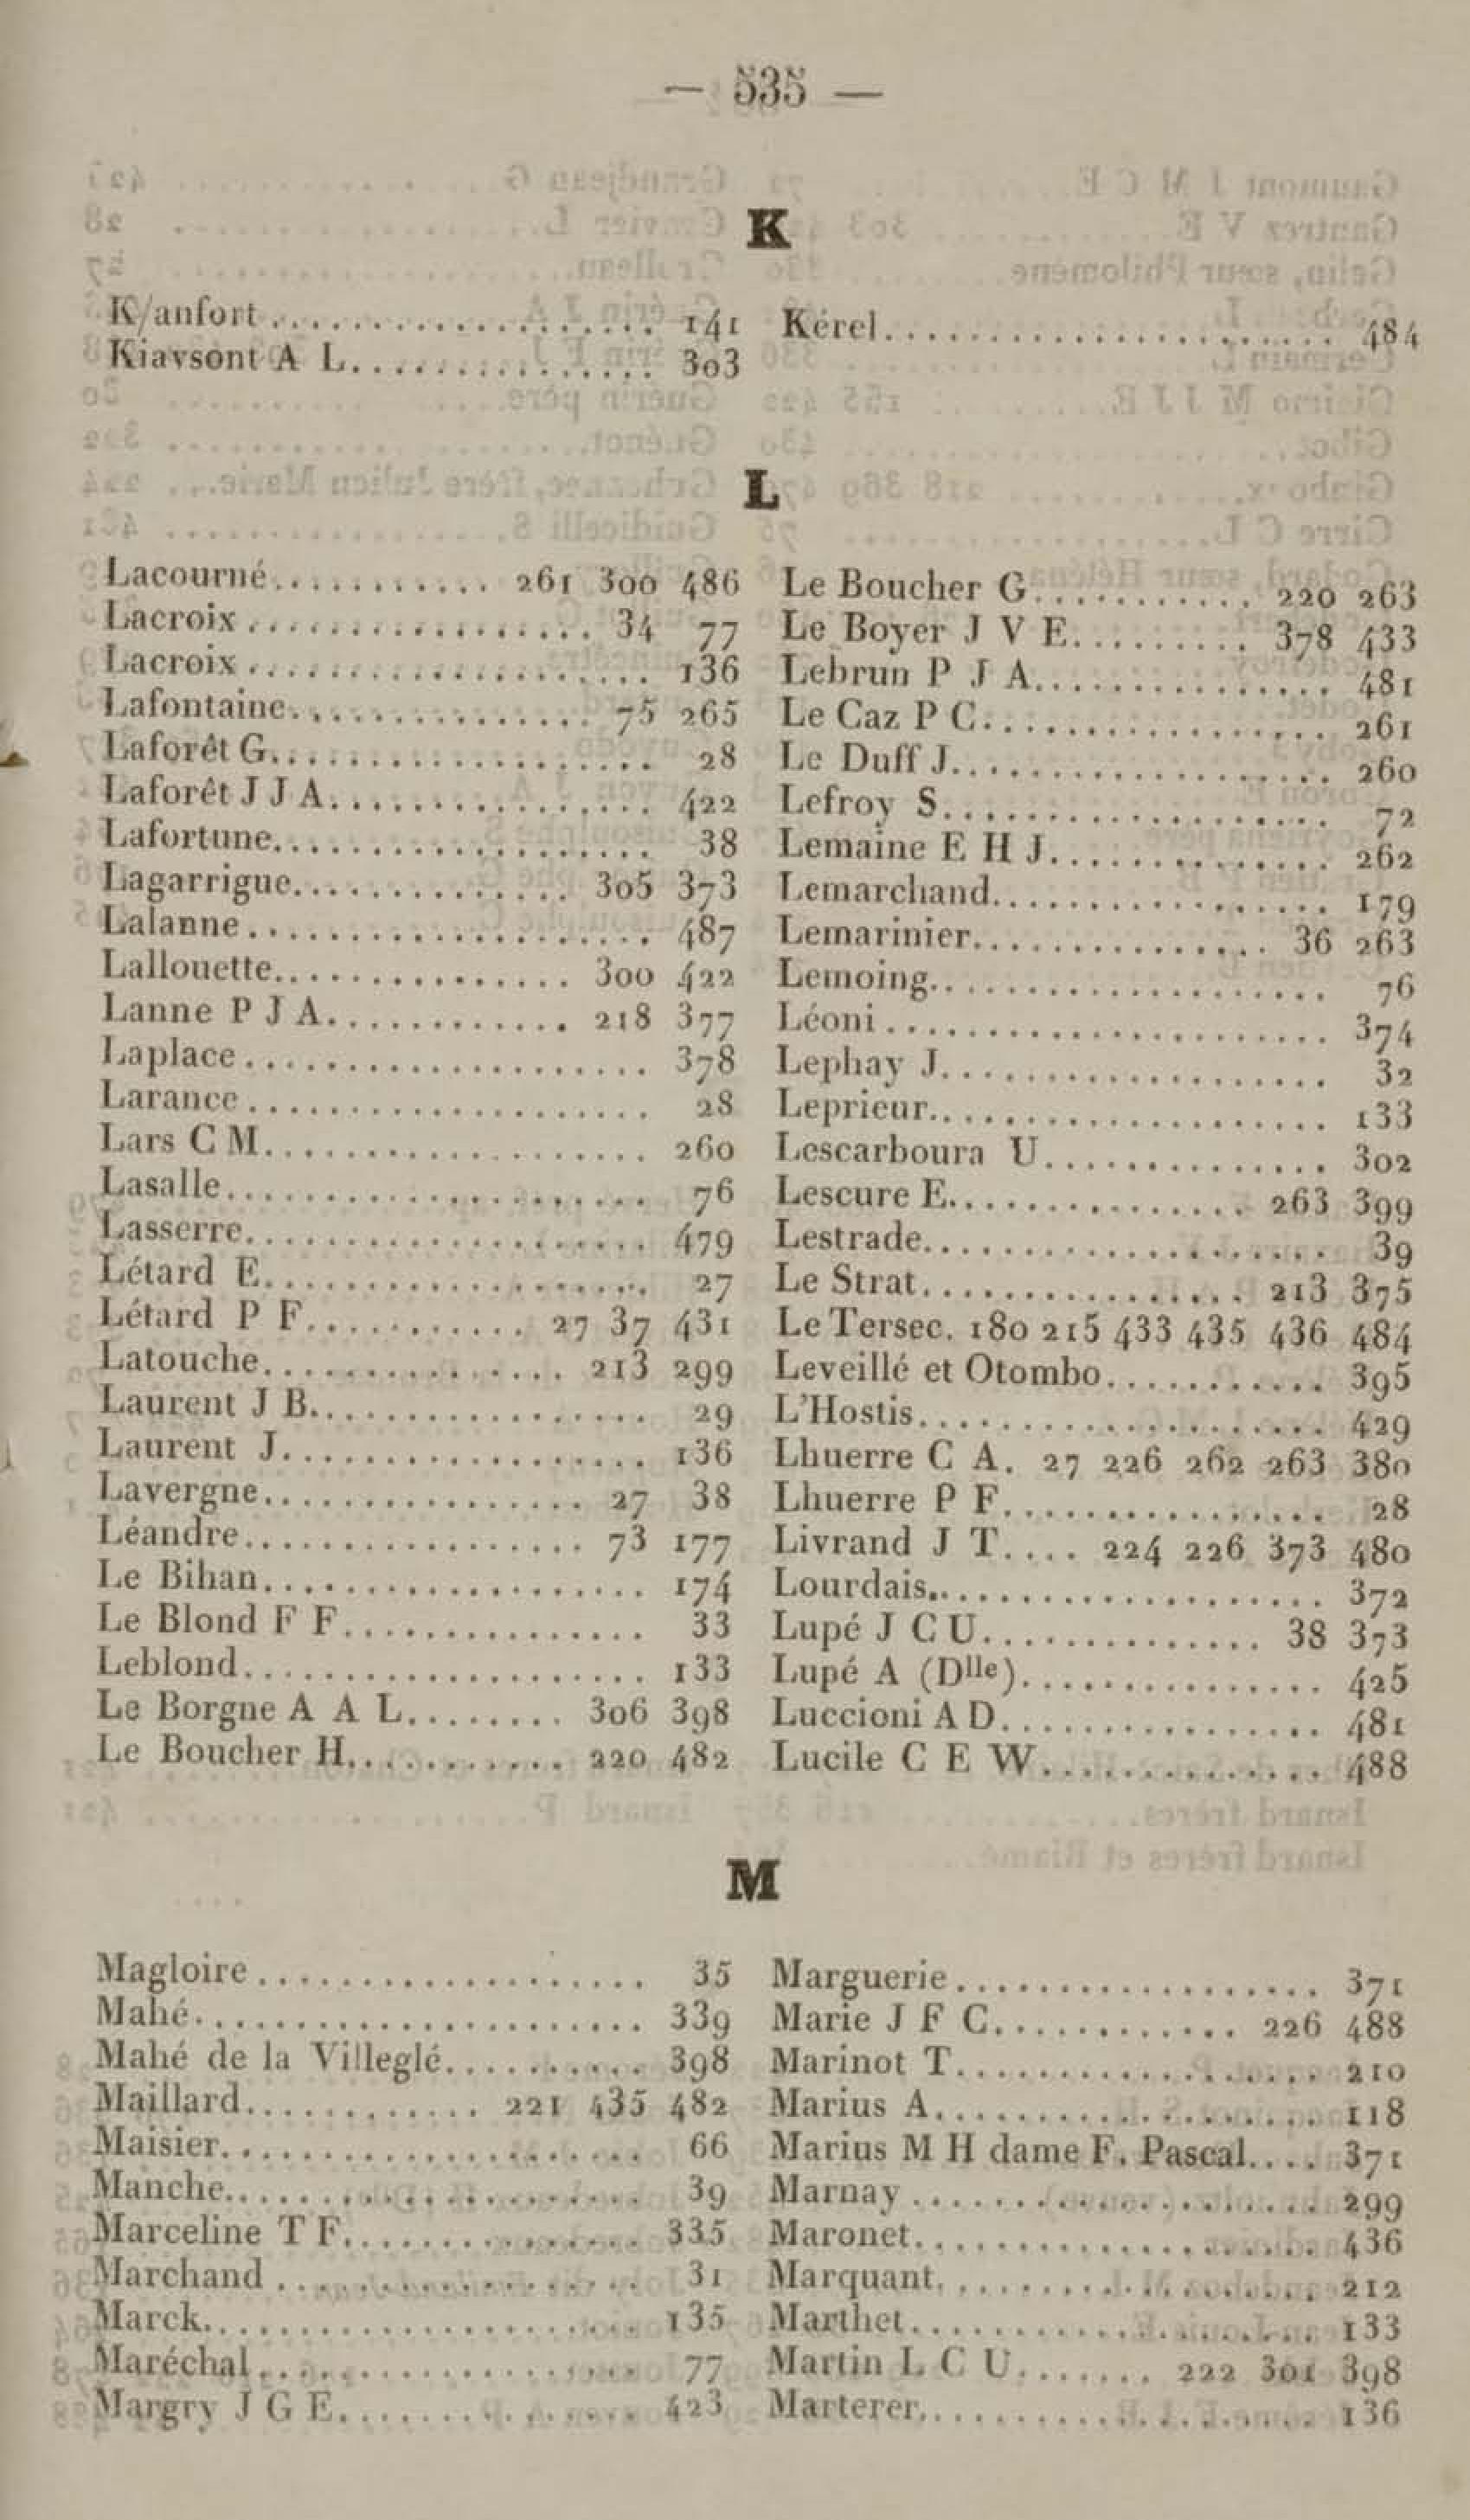 — 535 —
K
K/anfort................... 141
Kiavsont A L............... 303
Kérel...................... 484
L
Lacourné........... 261 300 486
Lacroix................. 34 77
Lacroix.................... 136
Lafontaine.............. 75 265
Laforêt G................... 28
Laforêt J J A.............. 422
Lafortune................... 38
Lagarrigue............. 305 373
Lalanne.................... 487
Lallouette............. 300 422
Lanne P J A............ 218 377
Laplace.................... 378
Larance..................... 28
Lars C M................... 260
Lasalle..................... 76
Lasserre................... 479
Létard E.................... 27
Létard P F........... 27 37 431
Latouche............... 213 299
Laurent J B................. 29
Laurent J.................. 136
Lavergne................ 27 38
Léandre................. 73 177
Le Bihan................... 174
Le Blond F F................ 33
Leblond.................... 133
Le Borgne A A L........ 306 398
Le Boucher H........... 220 482
Le Boucher G........... 220 263
Le Boyer J V E......... 378 433
Lebrun P J A............... 481
Le Caz P C................. 261
Le Duff J.................. 260
Lefroy S.................... 72
Lemaine E H J.............. 262
Lemarchand................. 179
Lemarinier.............. 36 263
Lemoing..................... 76
Léoni...................... 374
Lephay J.................... 32
Leprieur................... 133
Lescarboura U.............. 302
Lescure E.............. 263 399
Lestrade.................... 39
Le Strat............... 213 375
Le Tersec. 180 215 433 435 436 484
Leveillé et Otombo......... 395
L'Hostis................... 429
Lhuerre C A. 27 226 262 263 380
Lhuerre P F................. 28
Livrand J T.... 224 226 373 480
Lourdais................... 372
Lupé J C U.............. 38 373
Lupé A (Dlle).............. 425
Luccioni A D............... 481
Lucile C E W............... 488
M
Magloire.................... 35
Mahé....................... 339
Mahé de la Villeglé........ 398
Maillard........... 221 435 482
Maisier..................... 66
Manche...................... 39
Marceline T F.............. 335
Marchand.................... 31
Marck...................... 135
Maréchal.................... 77
Margry J G E............... 423
Marguerie.................. 371
Marie J F C............ 226 488
Marinot T.................. 210
Marius A................... 118
Marius M H dame F. Pascal.... 371
Marnay..................... 299
Maronet.................... 436
Marquant................... 212
Marthet.................... 133
Martin L C U....... 222 301 398
Marterer................... 136